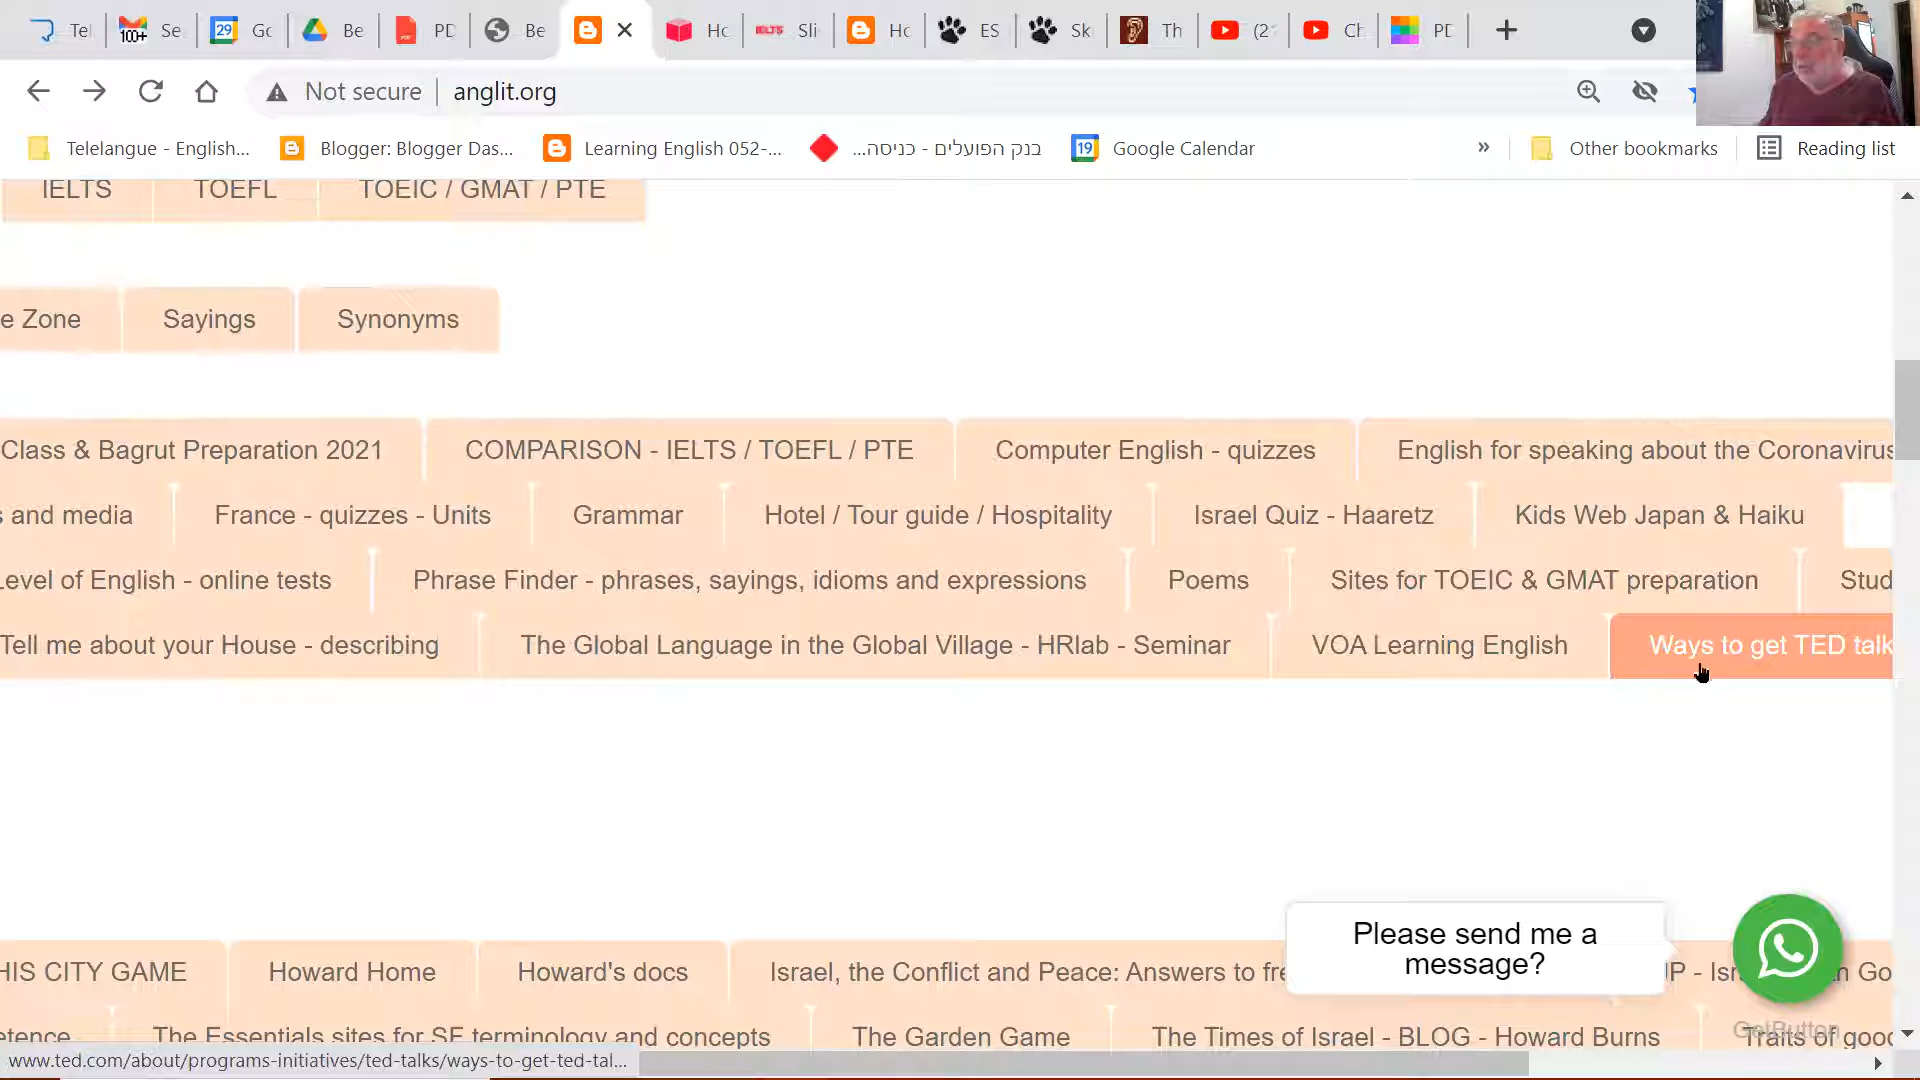 Tel
100+
Se
29
Go
Be
PD
Be
Hc
IELTS
Sli
Hc
ES
Sk
Th
(2
Ch
PD
Not secure
anglit.org
Telelangue - English...
Blogger: Blogger Das...
Learning English 052-...
בנק הפועלים - כניסה...
19
Google Calendar
»
Other bookmarks
Reading list
IELTS
TOEFL
TOEIC / GMAT / PTE
e Zone
Sayings
Synonyms
Class & Bagrut Preparation 2021
COMPARISON - IELTS / TOEFL / PTE
Computer English - quizzes
English for speaking about the Coronavirus
s and media
France - quizzes - Units
Grammar
Hotel / Tour guide / Hospitality
Israel Quiz - Haaretz
Kids Web Japan & Haiku
Level of English - online tests
Phrase Finder - phrases, sayings, idioms and expressions
Poems
Sites for TOEIC & GMAT preparation
Stud
Tell me about your House - describing
The Global Language in the Global Village - HRlab - Seminar
VOA Learning English
Ways to get TED talk
Please send me a
message?
HIS CITY GAME
Howard Home
Howard's docs
Israel, the Conflict and Peace: Answers to fre
etence
The Essentials sites for SE terminology and concepts
The Garden Game
The Times of Israel - BLOG - Howard Burns
Traits of good
GetButton
www.ted.com/about/programs-initiatives/ted-talks/ways-to-get-ted-tal...